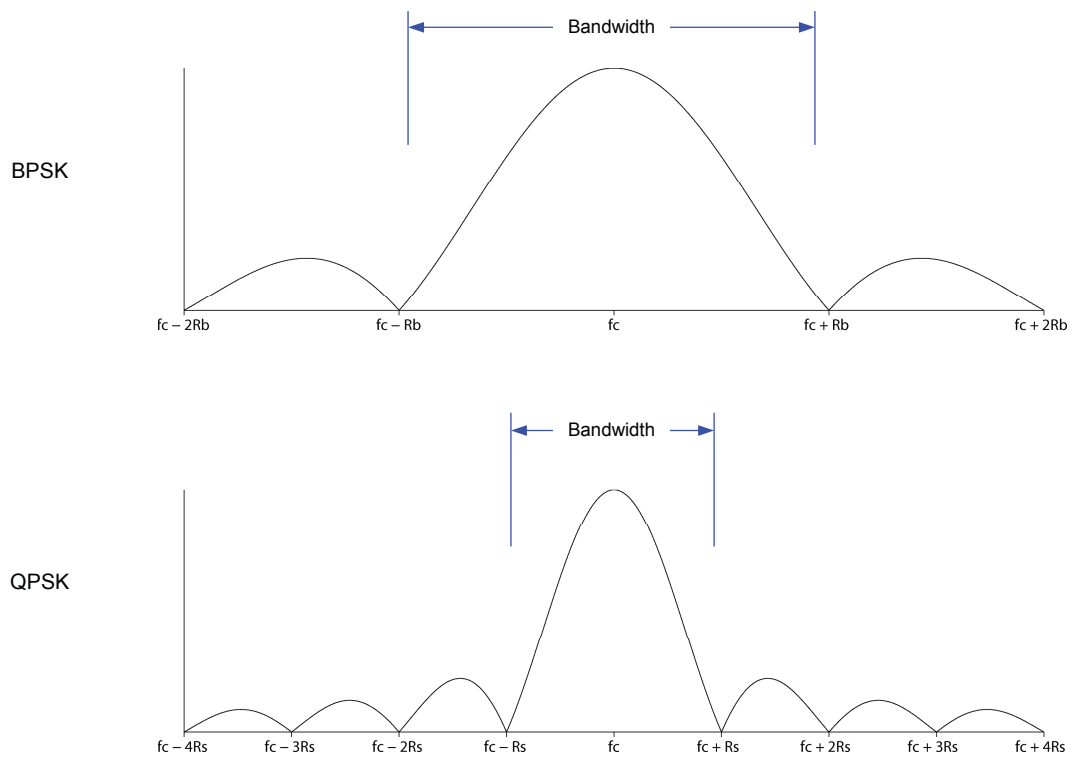 Bandwidth
BPSK
fc – 2Rb fc – Rb fc fc + Rb fc + 2Rb
Bandwidth
QPSK
fc – 4Rs fc – 3Rs fc – 2Rs fc – Rs fc fc + Rs fc + 2Rs fc + 3Rs fc + 4Rs